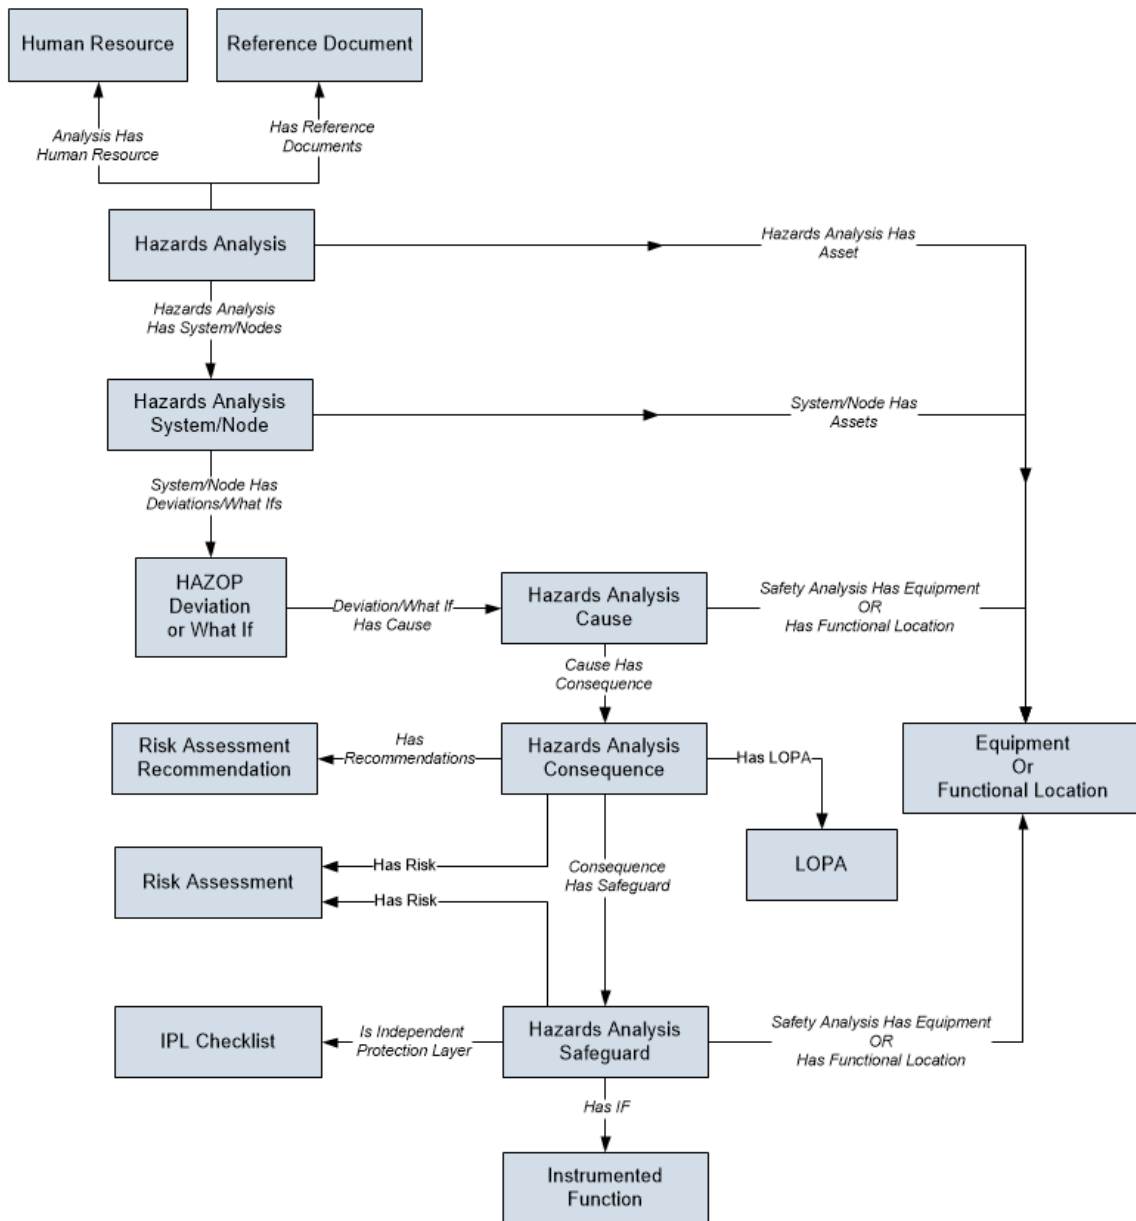 Human Resource
Reference Document
Analysis Has
Human Resource
Has Reference
Documents
Hazards Analysis
Hazards Analysis Has
Asset
Hazards Analysis
Has System/Nodes
Hazards Analysis
System/Node
System/Node Has
Assets
System/Node Has
Deviations/What Ifs
HAZOP
Deviation
or What If
Deviation/What If
Has Cause
Hazards Analysis
Cause
Safety Analysis Has Equipment
OR
Has Functional Location
Cause Has
Consequence
Risk Assessment
Recommendation
Has
Recommendations
Hazards Analysis
Consequence
Has LOPA
Equipment
Or
Functional Location
LOPA
Risk Assessment
Has Risk
Has Risk
Consequence
Has Safeguard
IPL Checklist
Is Independent
Protection Layer
Hazards Analysis
Safeguard
Safety Analysis Has Equipment
OR
Has Functional Location
Has IF
Instrumented
Function